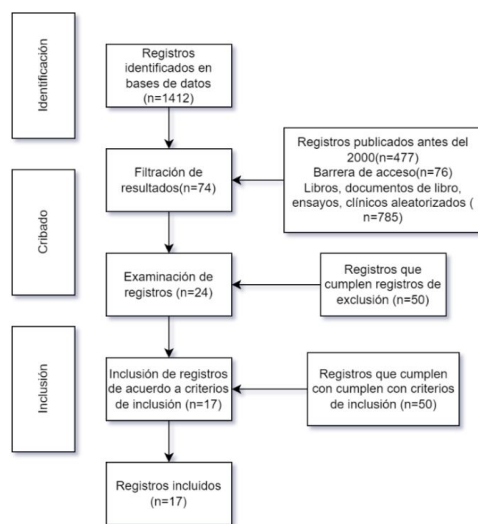 Identificación
Registros
identificados en
bases de datos
(n=1412)
Registros publicados antes del
2000(n=477)
Barrera de acceso(n=76)
Libros, documentos de libro,
ensayos, clínicos aleatorizados (
n=785)
Filtración de
resultados(n=74)
Cribado
Examinación de
registros (n=24)
Registros que
cumplen registros de
exclusión (n=50)
Inclusión
Inclusión de registros
de acuerdo a criterios
de inclusión (n=17)
Registros que cumplen
con cumplen con criterios
de inclusión (n=50)
Registros incluidos
(n=17)